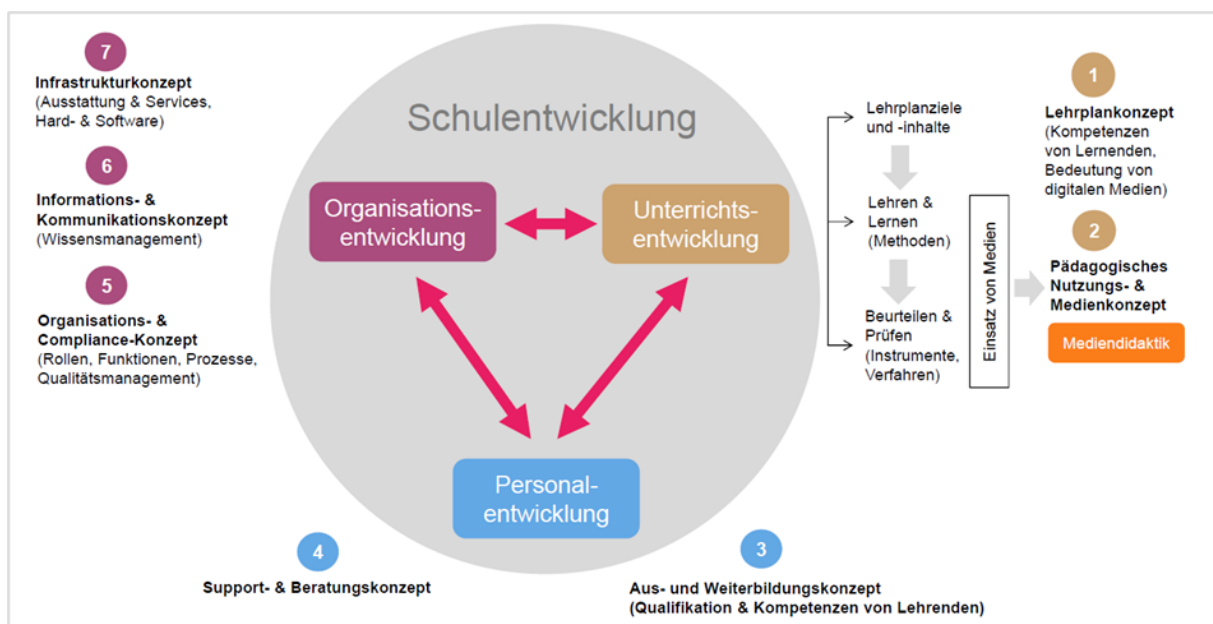 7
Infrastrukturkonzept
(Ausstattung & Services,
Hard- & Software)
6
Informations- &
Kommunikationskonzept
(Wissensmanagement)
5
Organisations- &
Compliance-Konzept
(Rollen, Funktionen, Prozesse,
Qualitätsmanagement)
Schulentwicklung
Organisations-
entwicklung
Unterrichts-
entwicklung
Personal-
entwicklung
4
Support- & Beratungskonzept
3
Aus- und Weiterbildungskonzept
(Qualifikation & Kompetenzen von Lehrenden)
Lehrplanziele
und -inhalte
Lehren &
Lernen
(Methoden)
Beurteilen &
Prüfen
(Instrumente,
Verfahren)
Einsatz von Medien
1
Lehrplankonzept
(Kompetenzen
von Lernenden,
Bedeutung von
digitalen Medien)
2
Pädagogisches
Nutzungs- &
Medienkonzept
Mediendidaktik